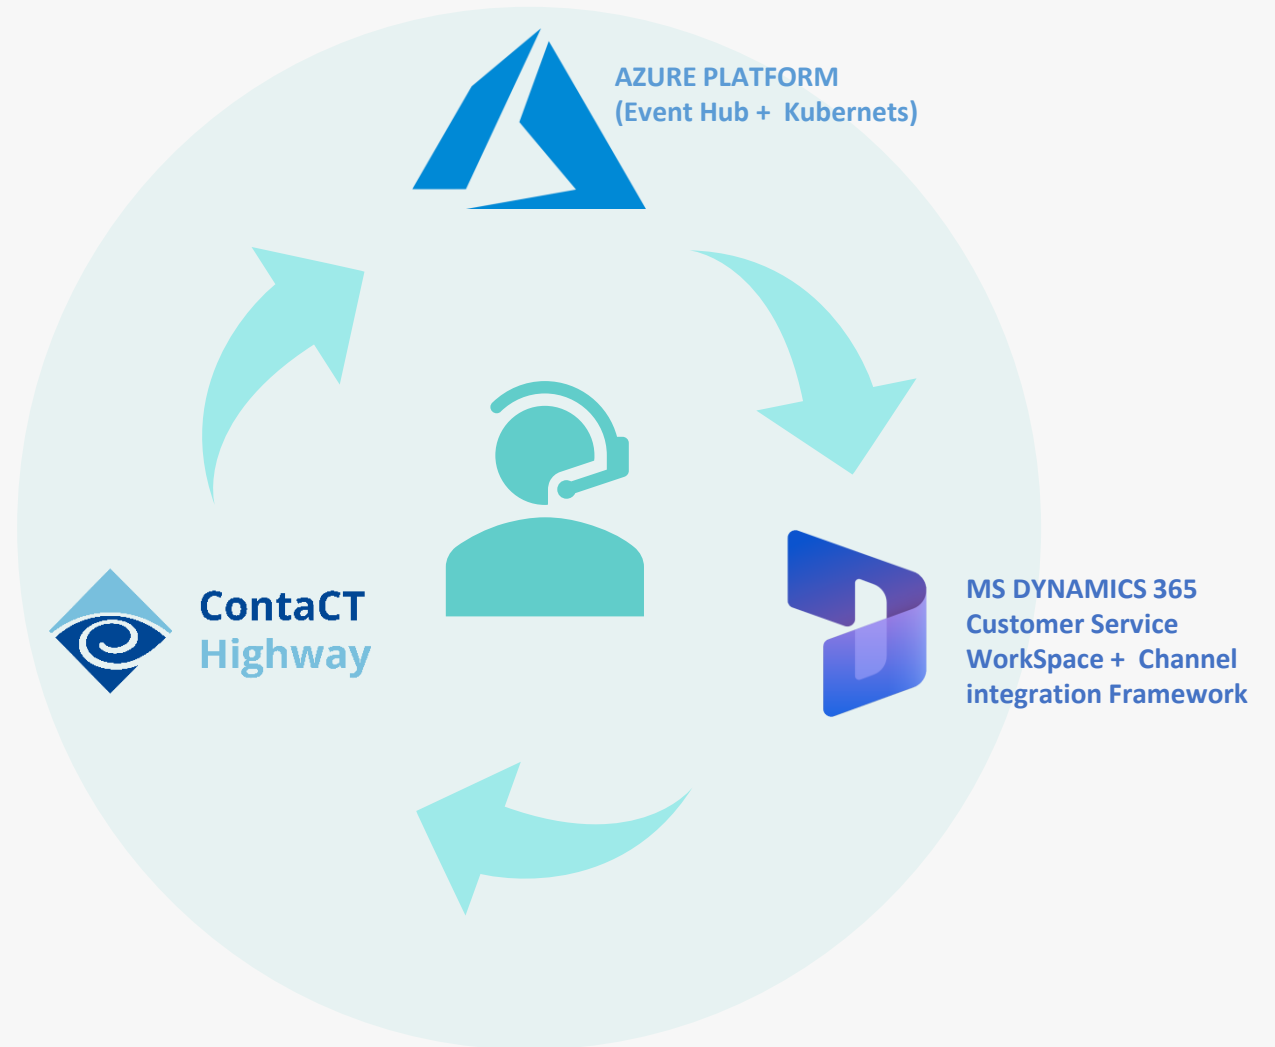 AZURE PLATFORM
(Event Hub + Kubernets)
ContaCT
Highway
MS DYNAMICS 365
Customer Service
WorkSpace + Channel
integration Framework